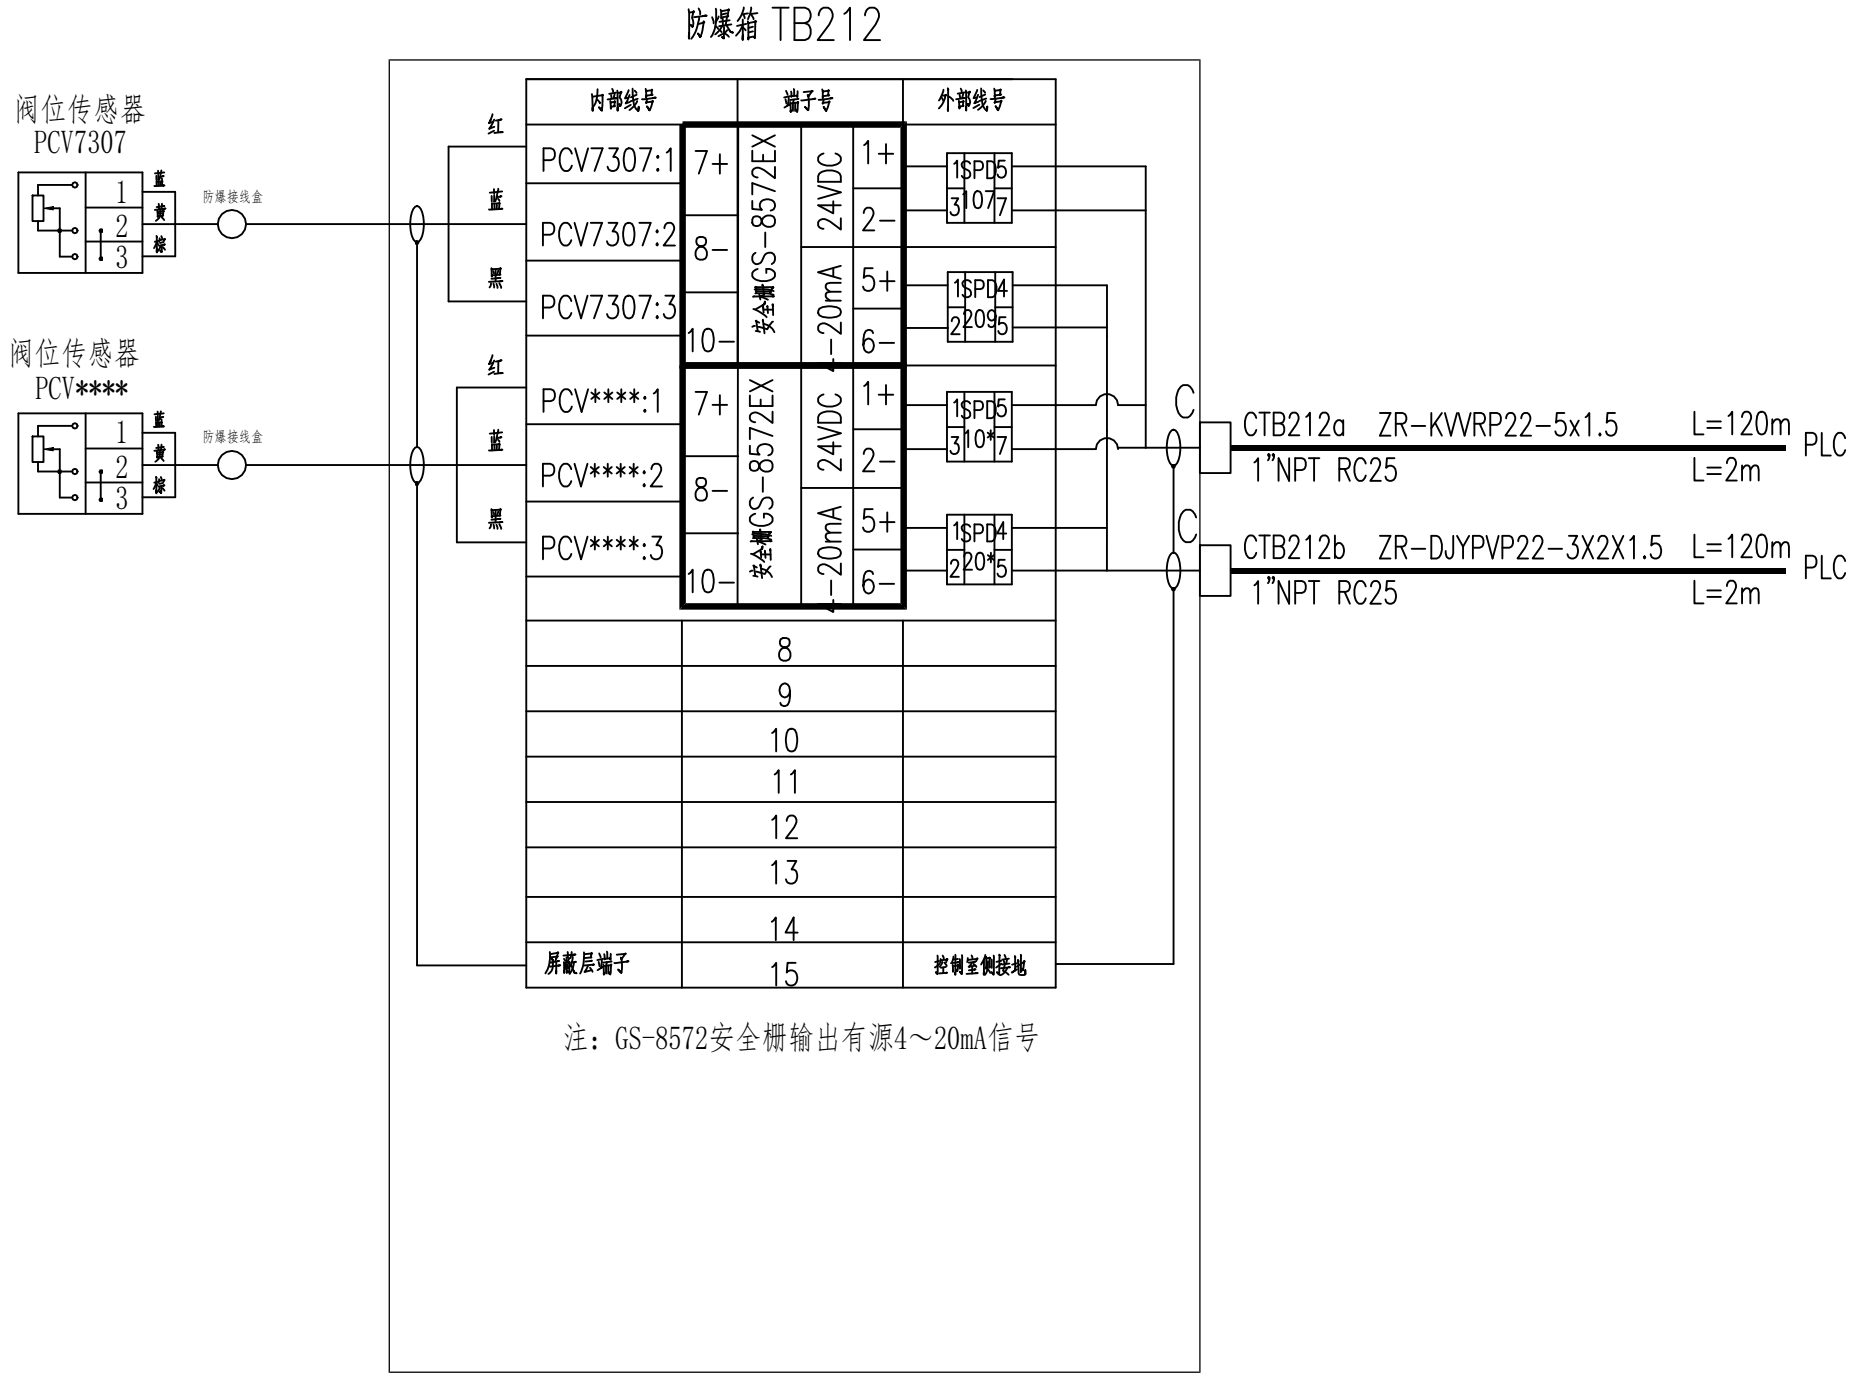 防爆箱 TB212
阀位传感器
PCV7307
1
2
3
蓝
黄
棕
防爆接线盒
阀位传感器
PCV****
1
2
3
蓝
黄
棕
防爆接线盒
红
蓝
黑
红
蓝
黑
内部线号 端子号 外部线号
PCV7307:1
PCV7307:2
PCV7307:3
PCV****:1
PCV****:2
PCV****:3
7+
8-
10-
安全栅GS-8572EX
24VDC
4-20mA
1+
2-
5+
6-
7+
8-
10-
安全栅GS-8572EX
24VDC
4-20mA
1+
2-
5+
6-
1SPD5
3107 7
1SPD4
2209 5
1SPD5
310* 7
1SPD4
220* 5
8
9
10
11
12
13
14
屏蔽层端子 15 控制室侧接地
C
CTB212a ZR-KVVRP22-5x1.5 L=120m
PLC
1”NPT RC25 L=2m
C
CTB212b ZR-DJYPVP22-3X2X1.5 L=120m
PLC
1”NPT RC25 L=2m
注: GS-8572安全栅输出有源4～20mA信号